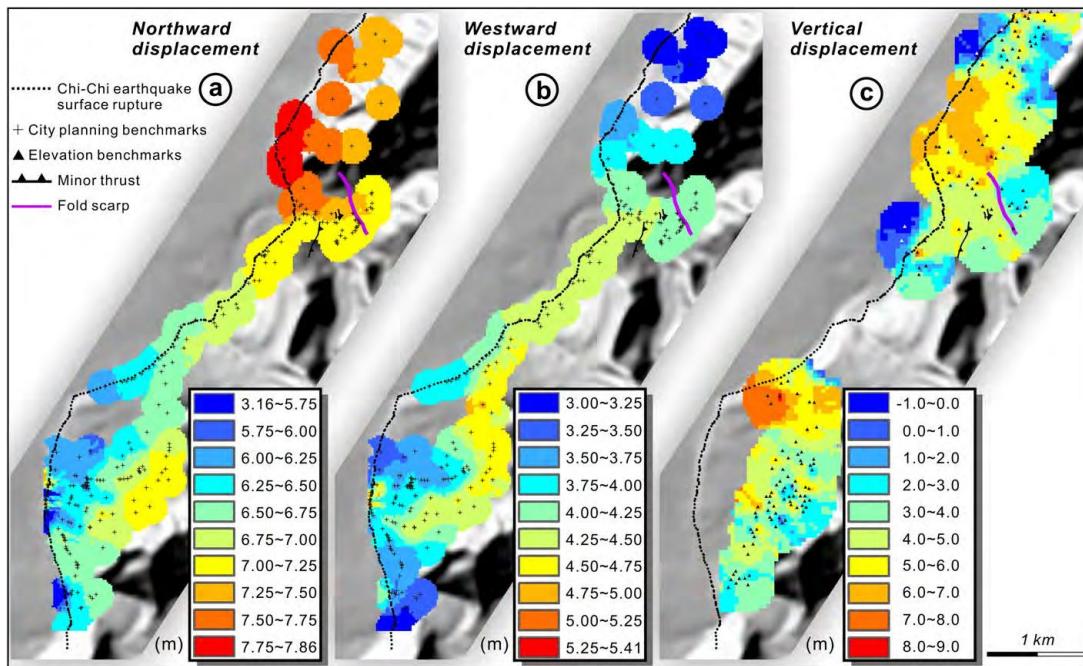 Northward
displacement
a
Westward
displacement
b
Vertical
displacement
c
Chi-Chi earthquake
surface rupture
City planning benchmarks
Elevation benchmarks
Minor thrust
Fold scarp
3.16~5.75
5.75~6.00
6.00~6.25
6.25~6.50
6.50~6.75
6.75~7.00
7.00~7.25
7.25~7.50
7.50~7.75
7.75~7.86
(m)
3.00~3.25
3.25~3.50
3.50~3.75
3.75~4.00
4.00~4.25
4.25~4.50
4.50~4.75
4.75~5.00
5.00~5.25
5.25~5.41
(m)
-1.0~0.0
0.0~1.0
1.0~2.0
2.0~3.0
3.0~4.0
4.0~5.0
5.0~6.0
6.0~7.0
7.0~8.0
8.0~9.0
(m)
1 km